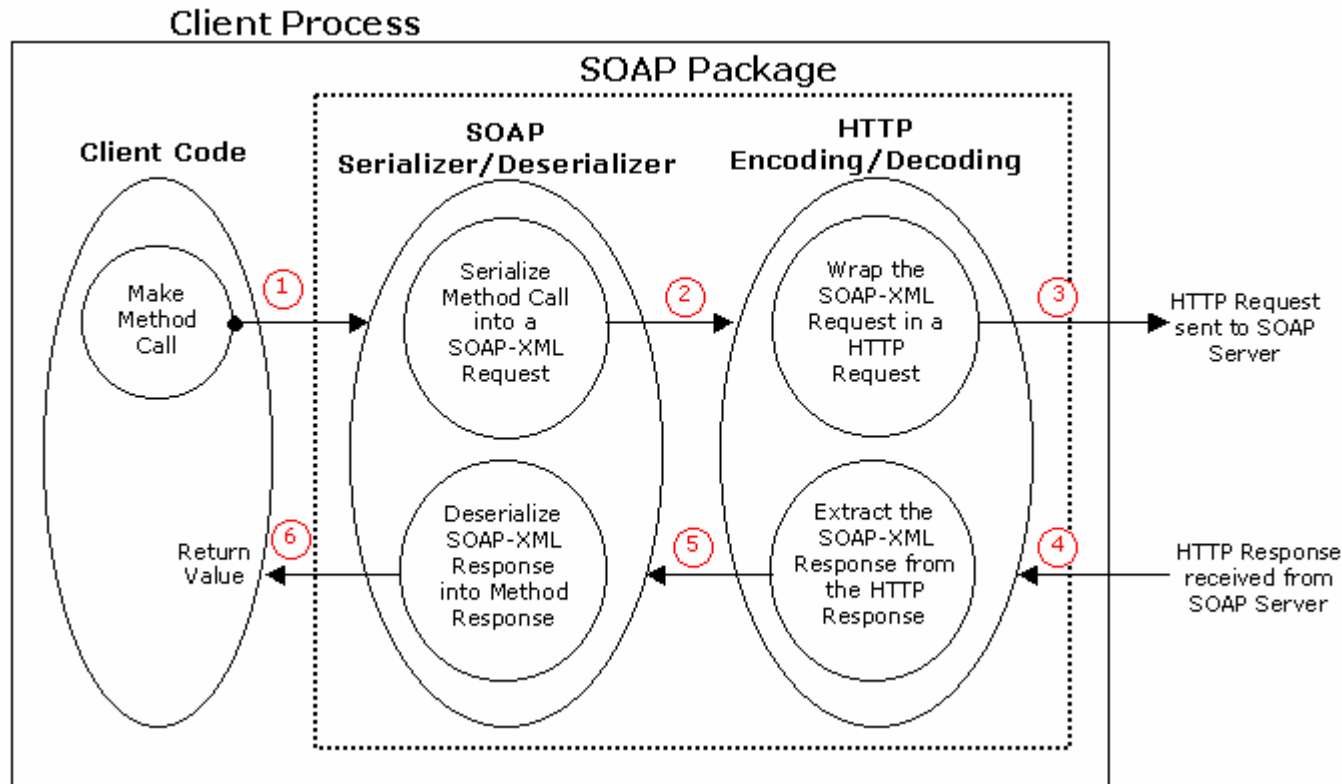 Client Process
SOAP Package
Client Code
SOAP
Serializer/Deserializer
HTTP
Encoding/Decoding
Make
Method
Call
1
Serialize
Method Call
into a
SOAP-XML
Request
2
Wrap the
SOAP-XML
Request in a
HTTP
Request
3
HTTP Request
sent to SOAP
Server
Return
Value
6
Deserialize
SOAP-XML
Response
into Method
Response
5
Extract the
SOAP-XML
Response from
the HTTP
Response
4
HTTP Response
received from
SOAP Server